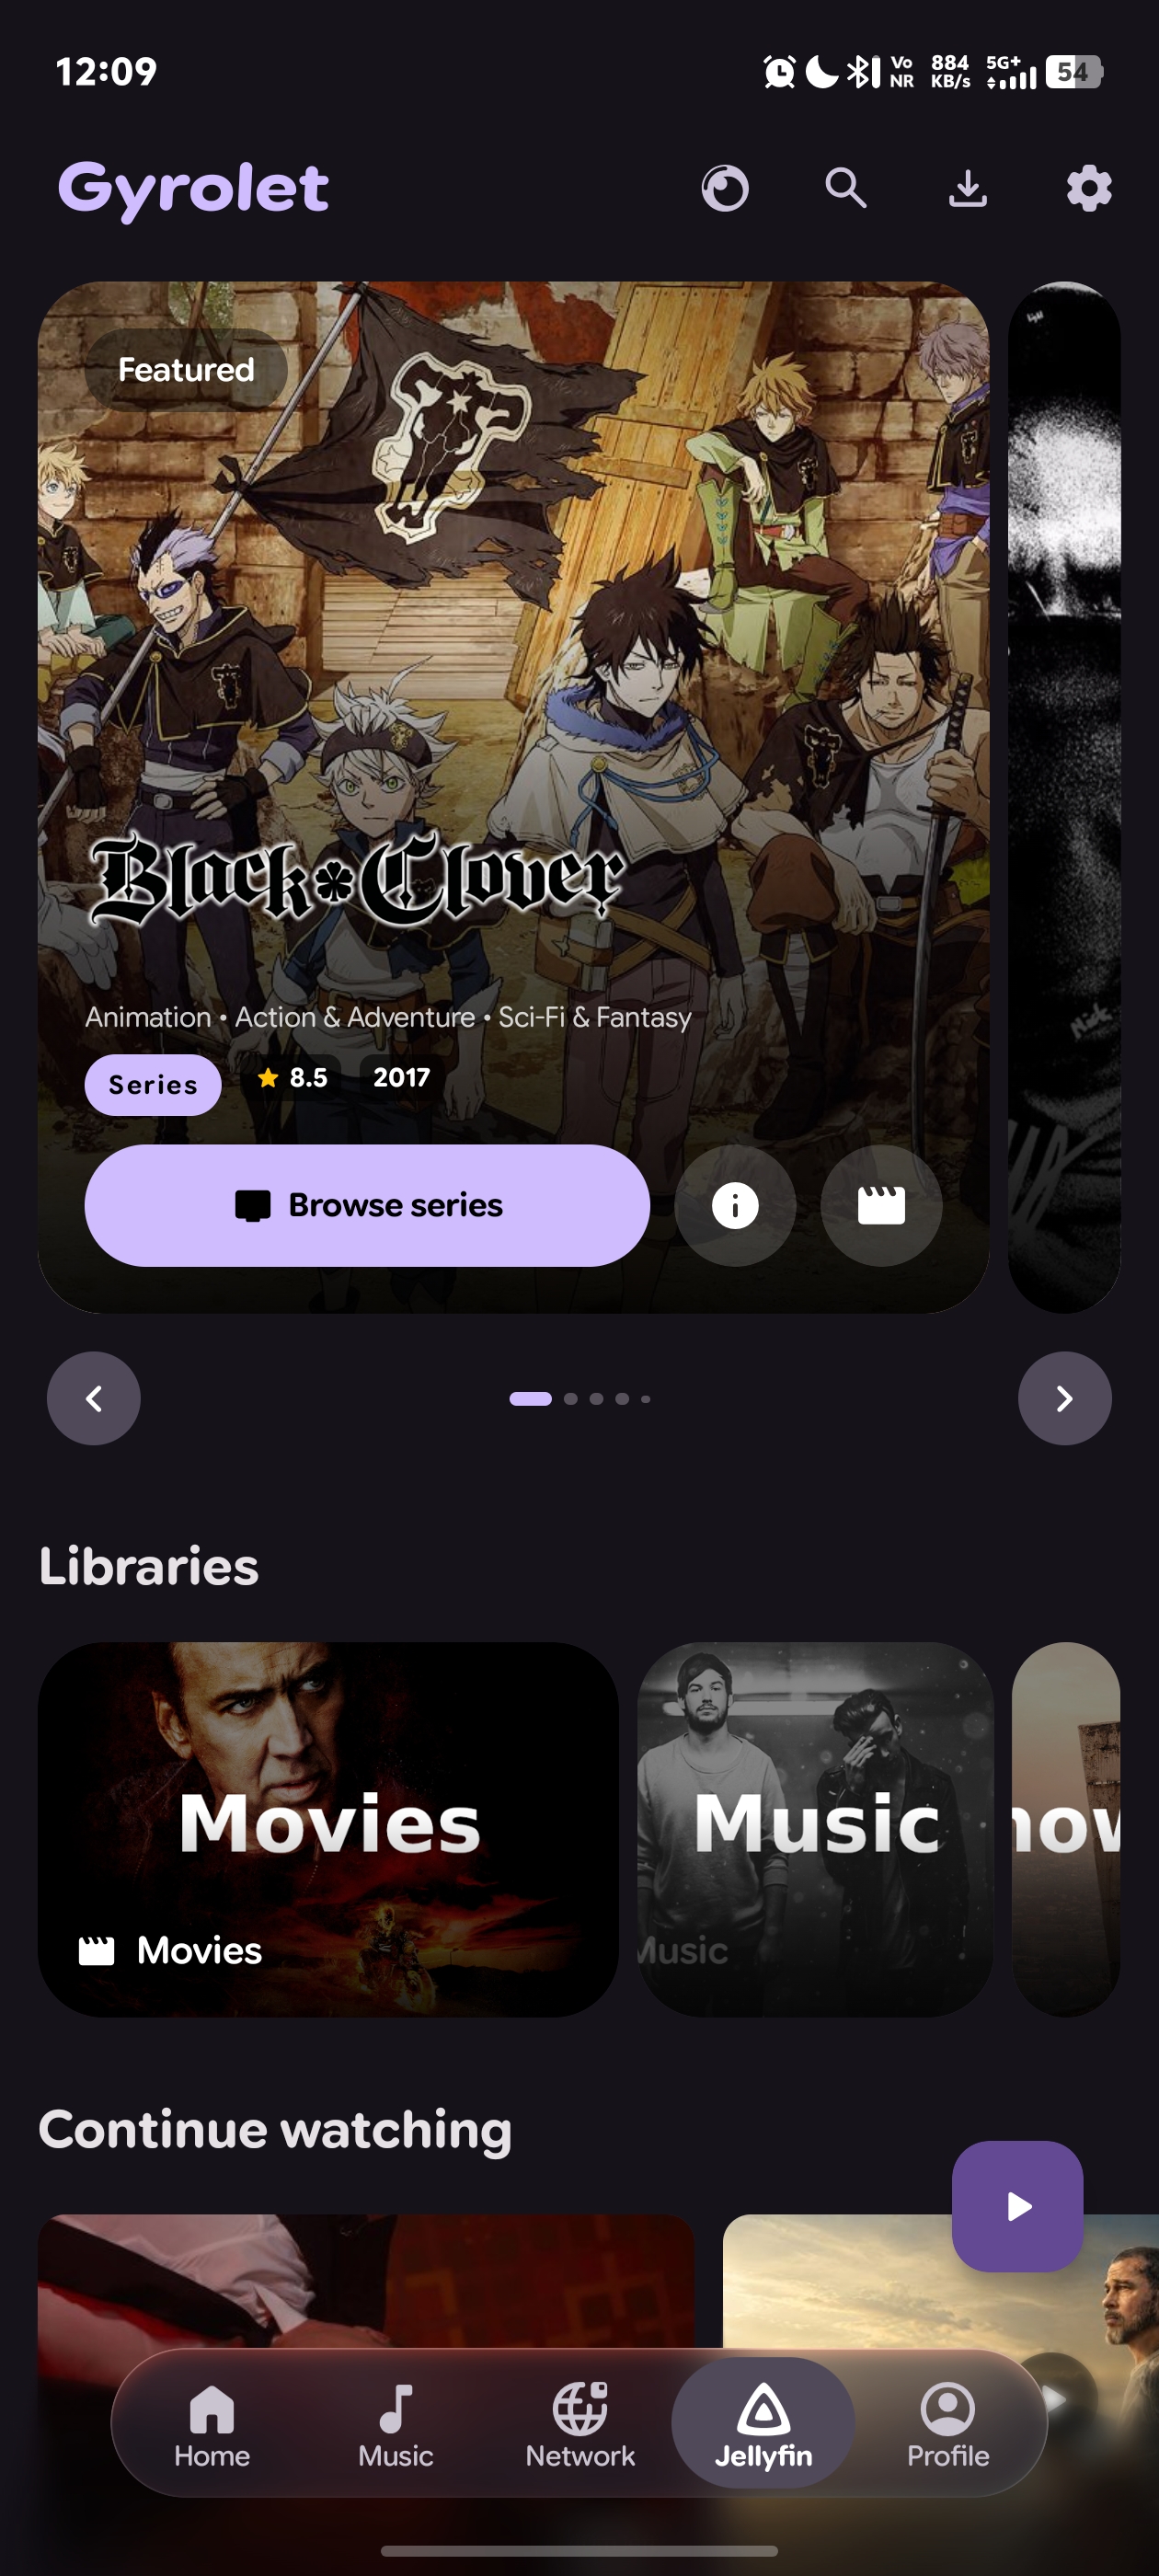 12:09
Vo
NR
884
KB/s
5G+
54
Gyrolet
Featured
Black Clover
Animation • Action & Adventure • Sci-Fi & Fantasy
Series
8.5
2017
Browse series
Libraries
Movies
Music
Movies
Music
Continue watching
Home
Music
Network
Jellyfin
Profile